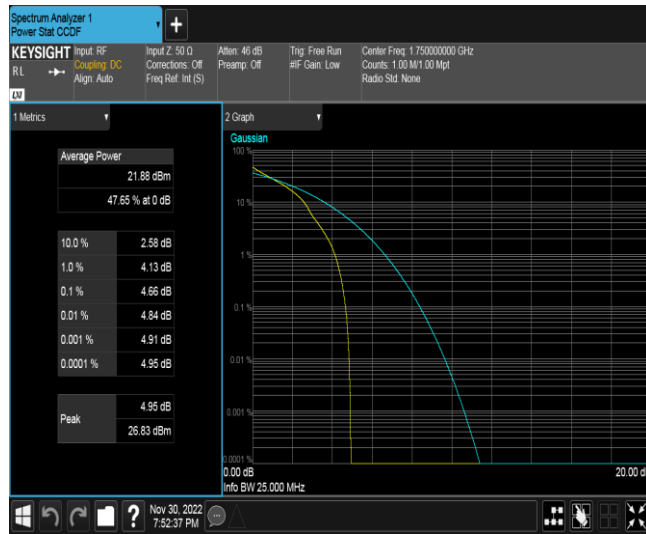 Spectrum Analyzer 1
Power Stat CCDF
+
KEYSIGHT
RL
LXI
Input: RF
Coupling: DC
Align: Auto
Input Z: 50 Ω
Corrections: Off
Freq Ref: Int (S)
Atten: 46 dB
Preamp: Off
Trig: Free Run
#IF Gain: Low
Center Freq: 1.750000000 GHz
Counts: 1.00 M/1.00 Mpt
Radio Std: None
1 Metrics
Average Power
21.88 dBm
47.65 % at 0 dB
10.0 % 2.58 dB
1.0 % 4.13 dB
0.1 % 4.66 dB
0.01 % 4.84 dB
0.001 % 4.91 dB
0.0001 % 4.95 dB
Peak
4.95 dB
26.83 dBm
2 Graph
Gaussian
100 %
10 %
1 %
0.1 %
0.01 %
0.001 %
0.0001 %
0.00 dB 20.00 d
Info BW 25.000 MHz
? Nov 30, 2022
7:52:37 PM